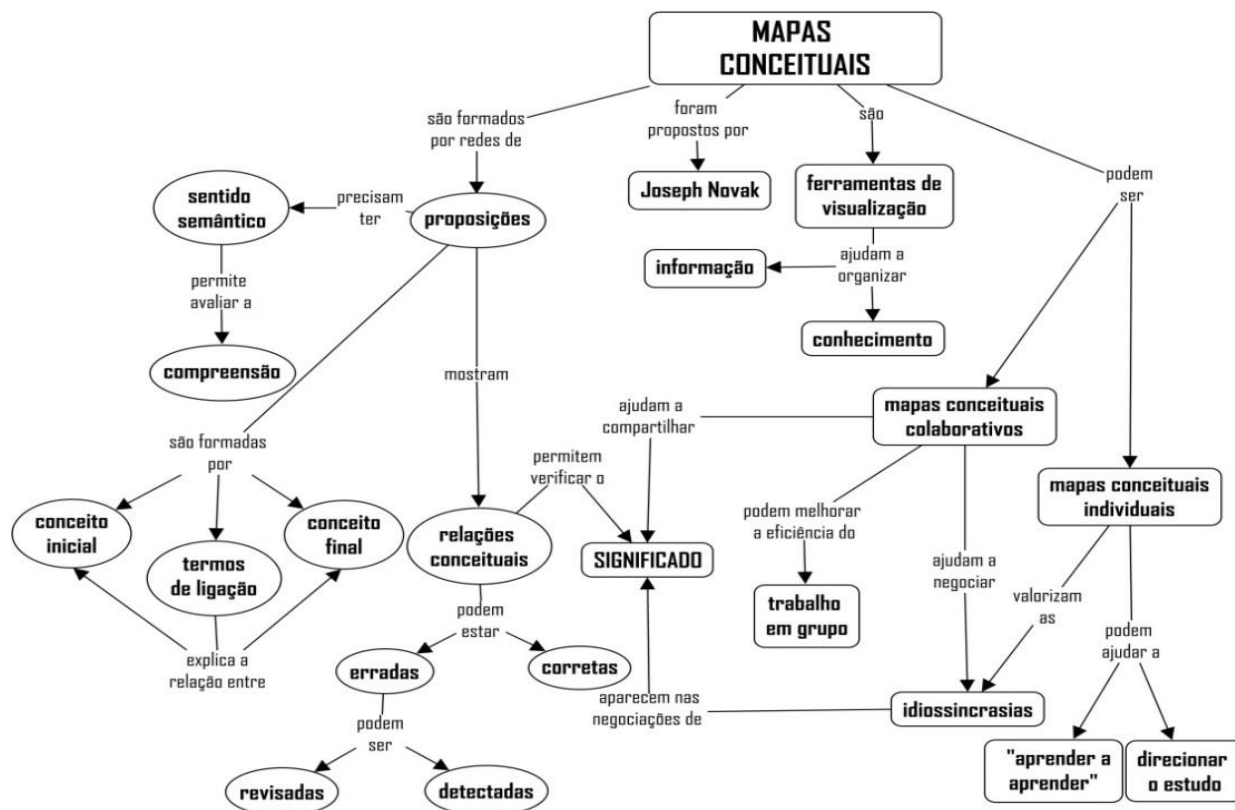 MAPAS
CONCEITUAIS
são formados
por redes de
foram
propostos por
são
podem
ser
sentido
semântico
precisam
ter
proposições
Joseph Novak
ferramentas de
visualização
permite
avaliar a
informação
ajudam a
organizar
compreensão
conhecimento
mostram
mapas conceituais
colaborativos
ajudam a
compartilhar
são formadas
por
permitem
verificar o
mapas conceituais
individuais
conceito
inicial
termos
de ligação
conceito
final
relações
conceituais
SIGNIFICADO
podem melhorar
a eficiência do
ajudam a
negociar
valorizam
as
trabalho
em grupo
podem
estar
podem
ajudar a
explica a
relação entre
erradas
corretas
aparecem nas
negociações de
idiossincrasias
podem
ser
revisadas
detectadas
"aprender a
aprender"
direcionar
o estudo